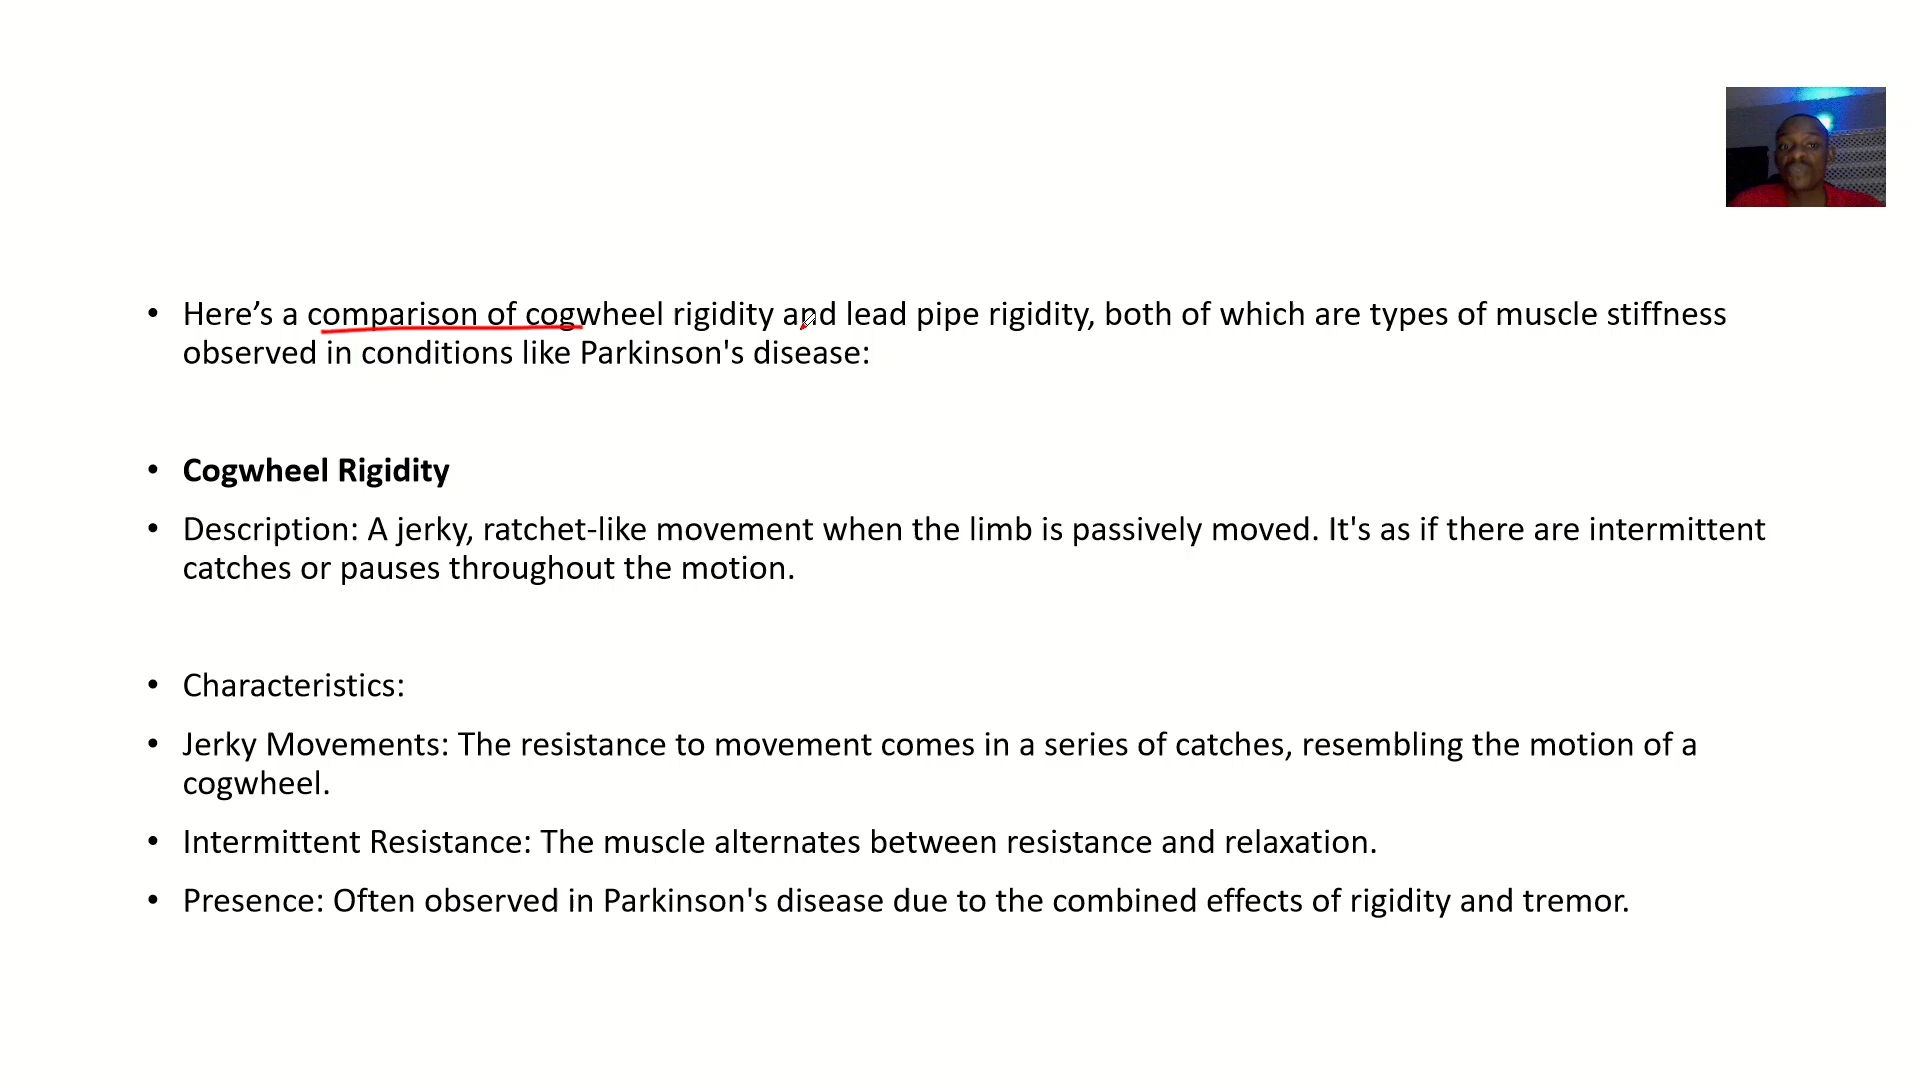 Here’s a comparison of cogwheel rigidity and lead pipe rigidity, both of which are types of muscle stiffness
observed in conditions like Parkinson's disease:
Cogwheel Rigidity
Description: A jerky, ratchet-like movement when the limb is passively moved. It's as if there are intermittent
catches or pauses throughout the motion.
Characteristics:
Jerky Movements: The resistance to movement comes in a series of catches, resembling the motion of a
cogwheel.
Intermittent Resistance: The muscle alternates between resistance and relaxation.
Presence: Often observed in Parkinson's disease due to the combined effects of rigidity and tremor.